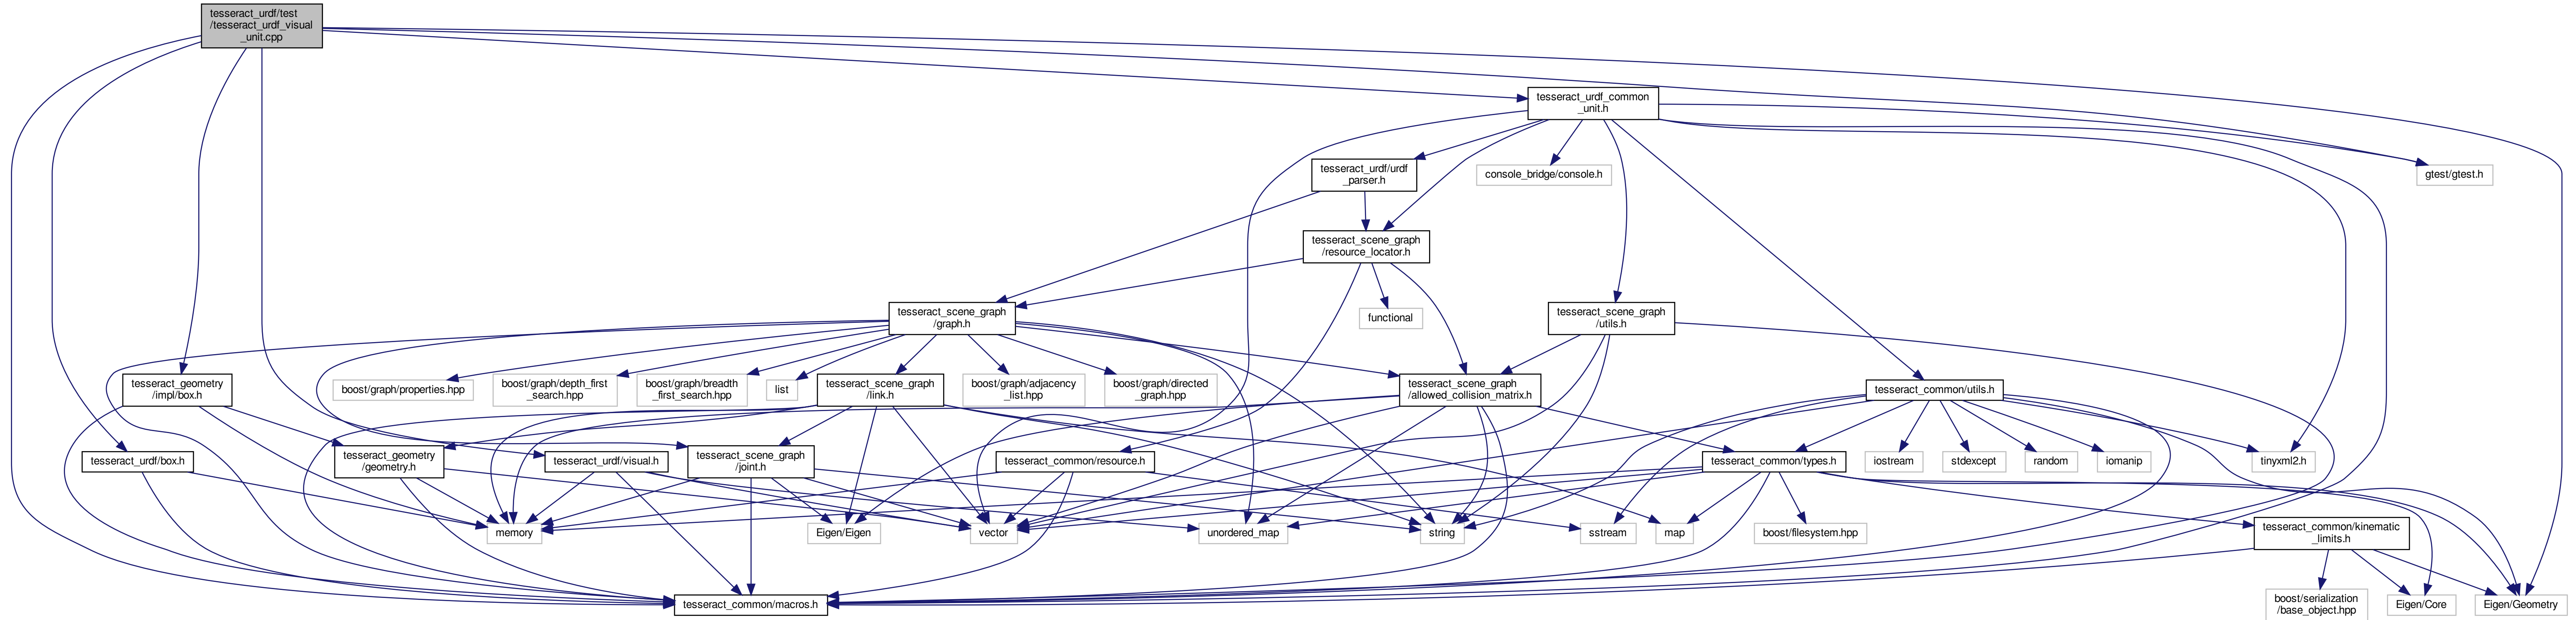 tesseract_urdf/test
/tesseract_urdf_visual
_unit.cpp
tesseract_urdf_common
_unit.h
tesseract_urdf/urdf
_parser.h
console_bridge/console.h
gtest/gtest.h
tesseract_scene_graph
/resource_locator.h
tesseract_scene_graph
/graph.h
functional
tesseract_scene_graph
/utils.h
tesseract_geometry
/impl/box.h
boost/graph/properties.hpp
boost/graph/depth_first
_search.hpp
boost/graph/breadth
_first_search.hpp
list
tesseract_scene_graph
/link.h
boost/graph/adjacency
_list.hpp
boost/graph/directed
_graph.hpp
tesseract_scene_graph
/allowed_collision_matrix.h
tesseract_common/utils.h
tesseract_urdf/box.h
tesseract_geometry
/geometry.h
tesseract_urdf/visual.h
tesseract_scene_graph
/joint.h
tesseract_common/resource.h
tesseract_common/types.h
iostream
stdexcept
random
iomanip
tinyxml2.h
memory
Eigen/Eigen
vector
unordered_map
string
sstream
map
boost/filesystem.hpp
tesseract_common/kinematic
_limits.h
tesseract_common/macros.h
boost/serialization
/base_object.hpp
Eigen/Core
Eigen/Geometry